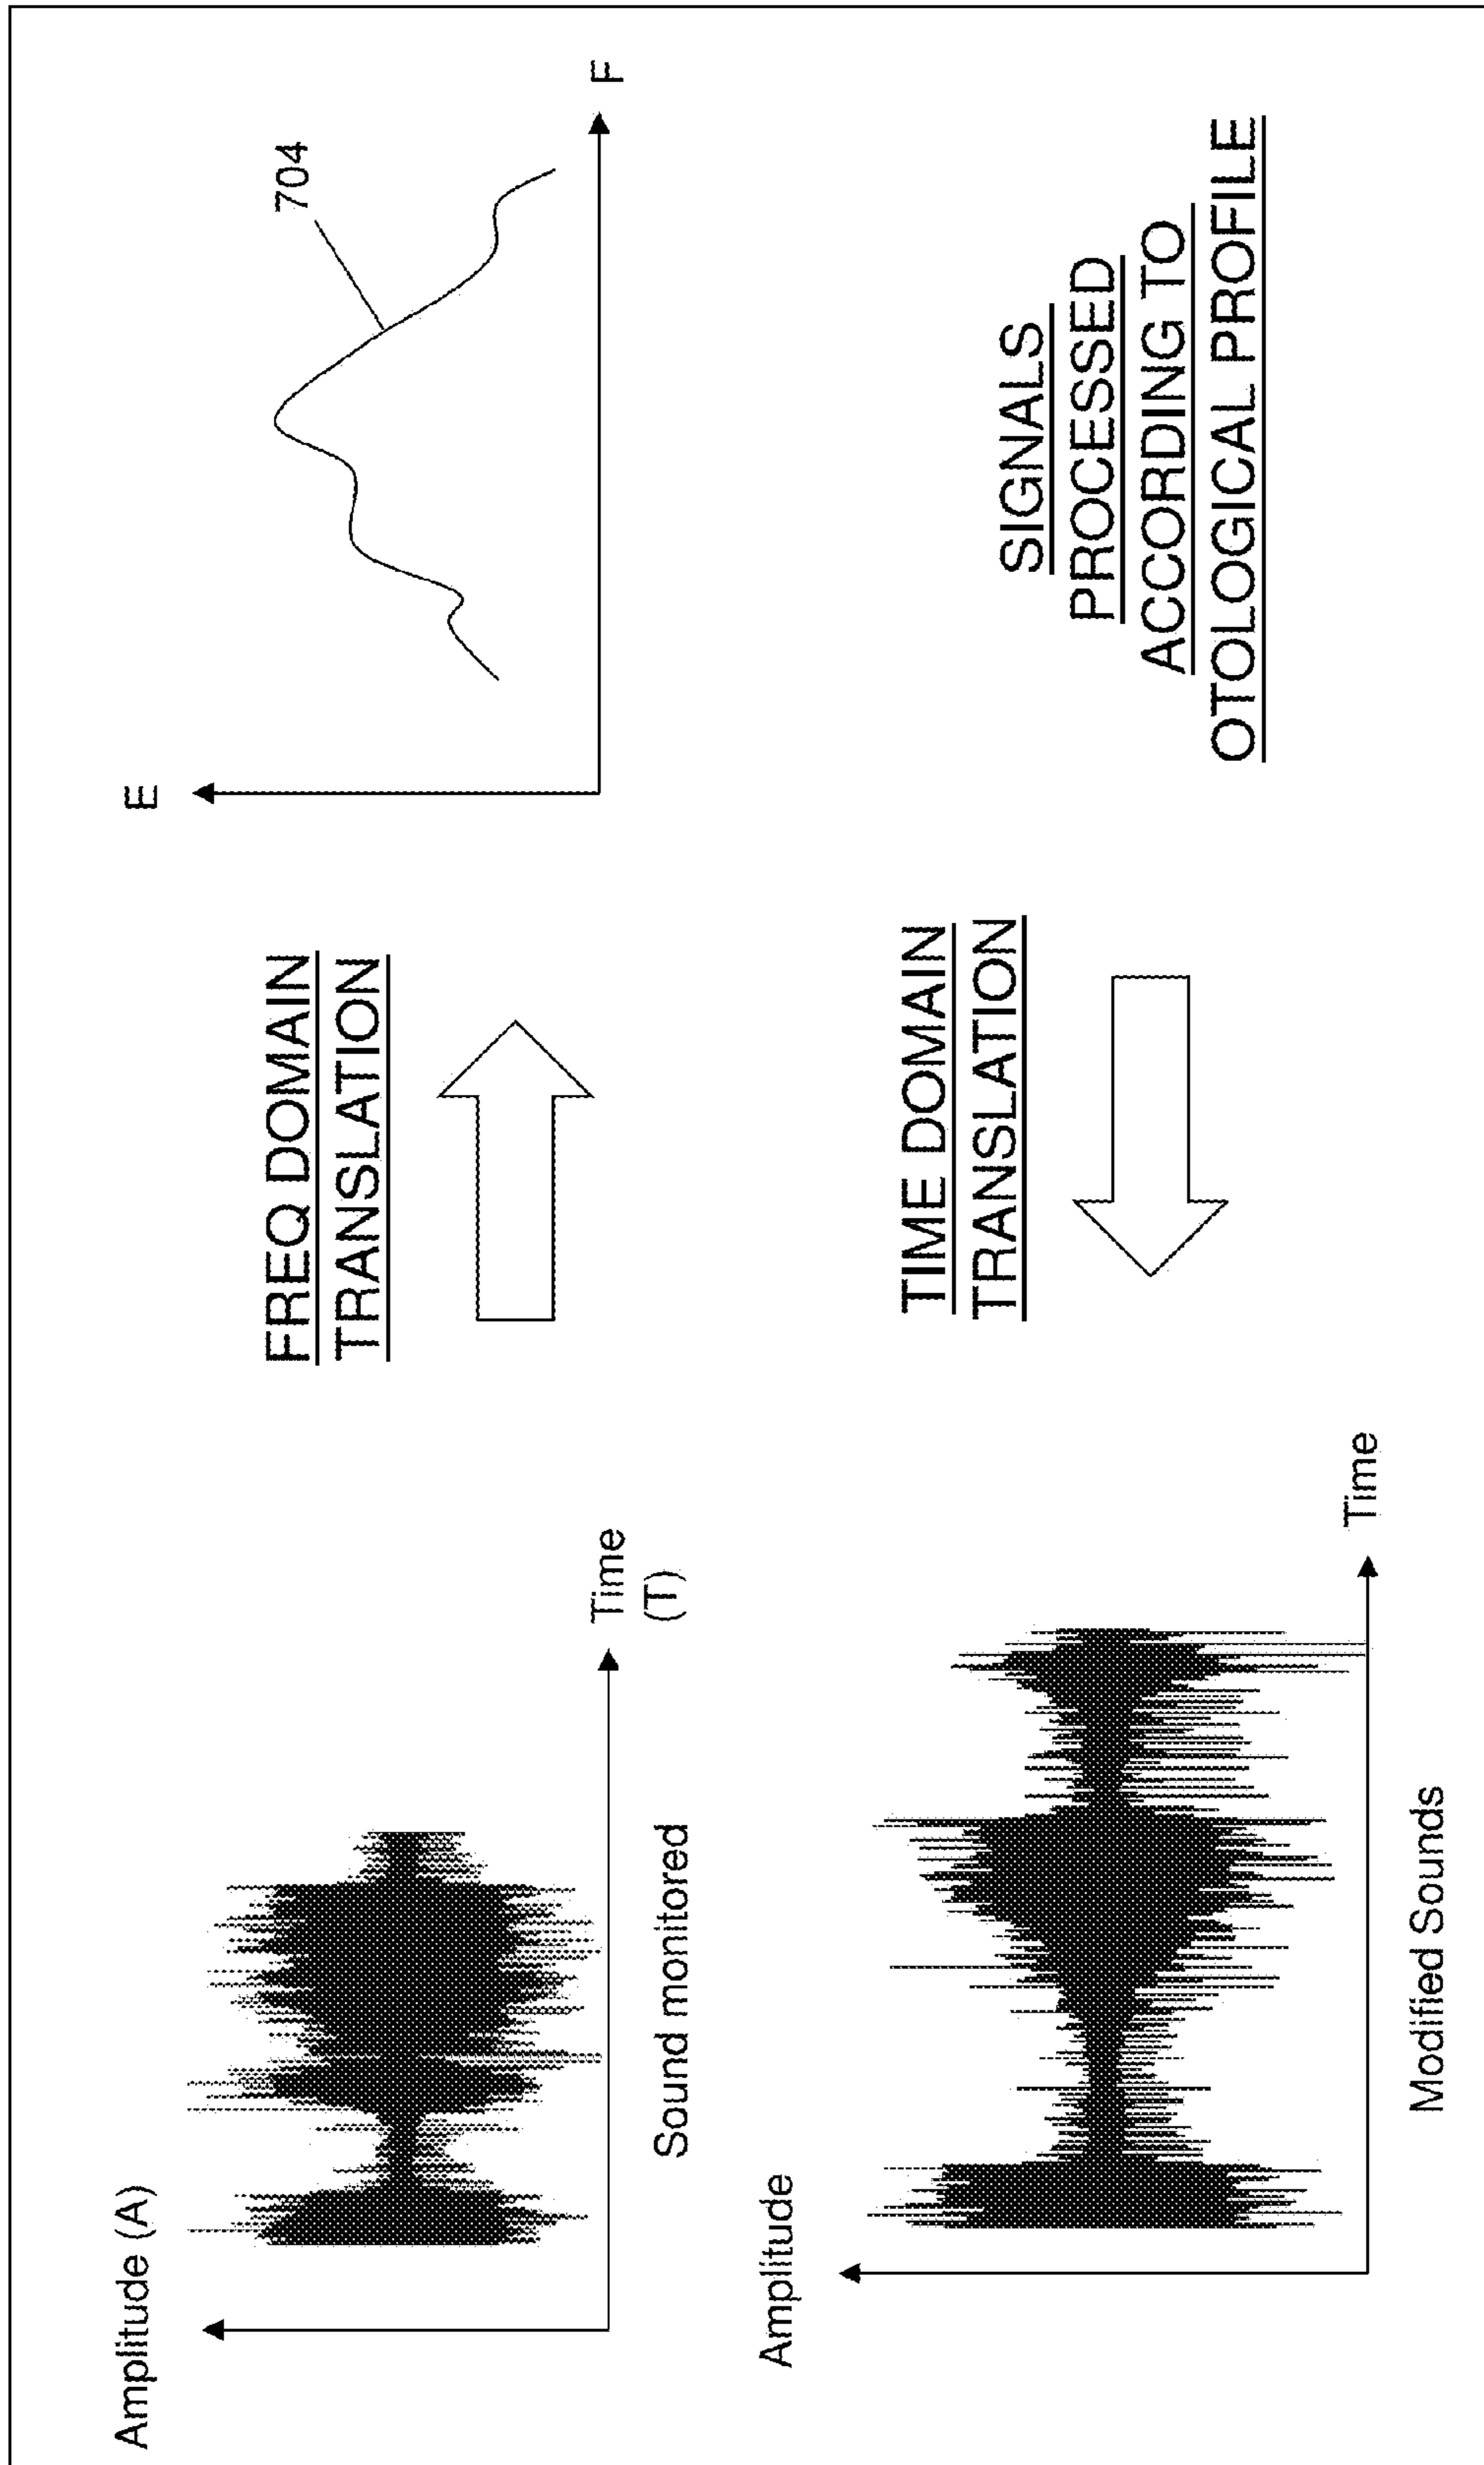 Amplitude (A)
Time
(T)
Sound monitored
FREQ DOMAIN
TRANSLATION
E
704
F
Amplitude
Time
Modified Sounds
TIME DOMAIN
TRANSLATION
SIGNALS
PROCESSED
ACCORDING TO
OTOLOGICAL PROFILE